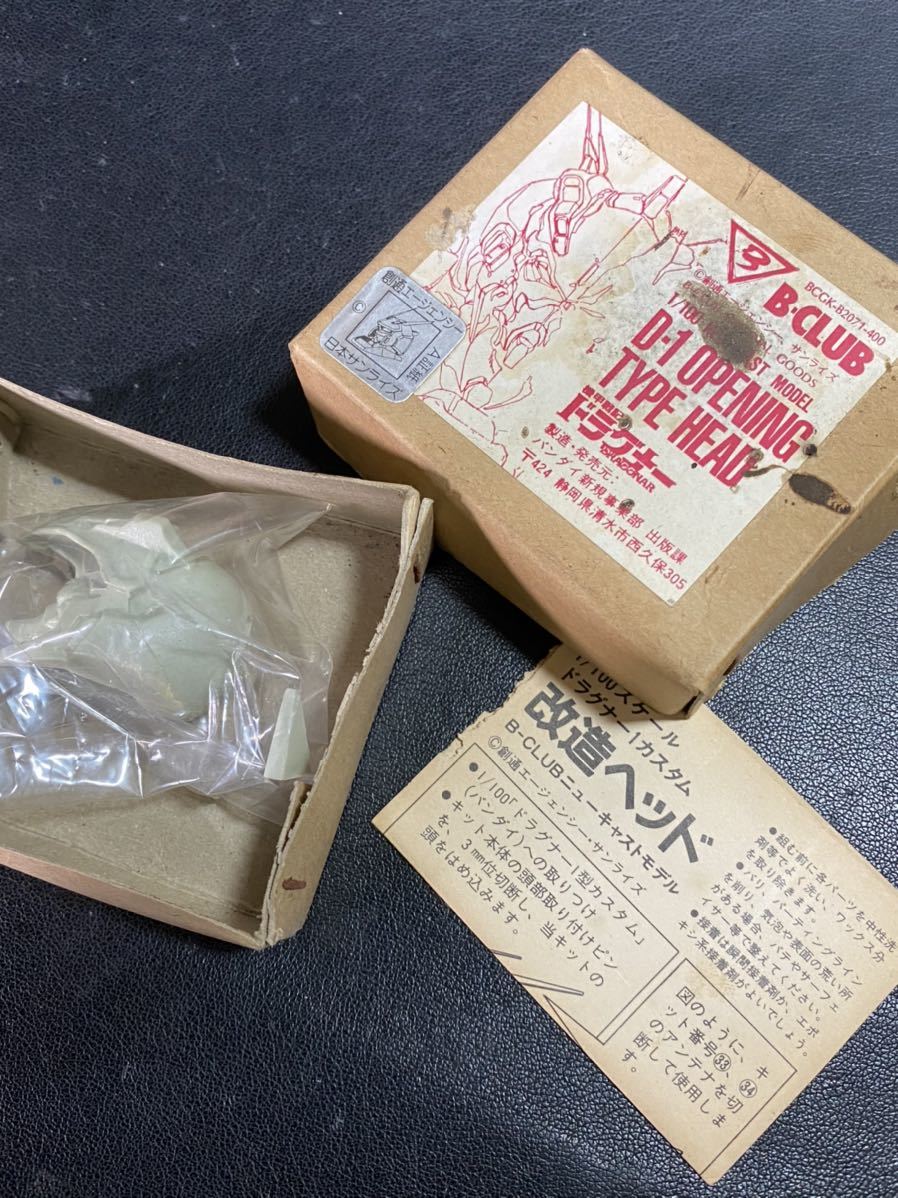 B-CLUB
BCGK-B2071-400
©創通エージェンシー サンライズ
GOODS
1/100
ST MODEL
D-1 OPENING
TYPE HEAD
ドラグナー
DRAGONAR
製造・発売元:
バンダイ新規事業部 出版課
〒424 静岡県清水市西久保305
創通エージェンシー
©
証紙
日本サンライズ
1/100スケール
ドラグナー1カスタム
改造ヘッド
B-CLUBニューキャストモデル
©創通エージェンシー・サンライズ
●1/100「ドラグナー1型カスタム」
(バンダイ)への取りつけ
キット本体の頭部取り付けピン
を、3mm位切断し、当キットの
頭をはめ込みます。
●組む前に各パーツを中性洗
剤等でよく洗い、ワックス分
を取り除きます。
●バリ、パーティングライン
を削り、気泡や表面の荒い所
がある場合、パテやサーフェ
イサー等で整えてください。
●接着は瞬間接着剤か、エポ
キシ系接着剤がよいでしょう。
図のように、キ
ット番号㉝、㉞
のアンテナを切
断して使用しま
す。